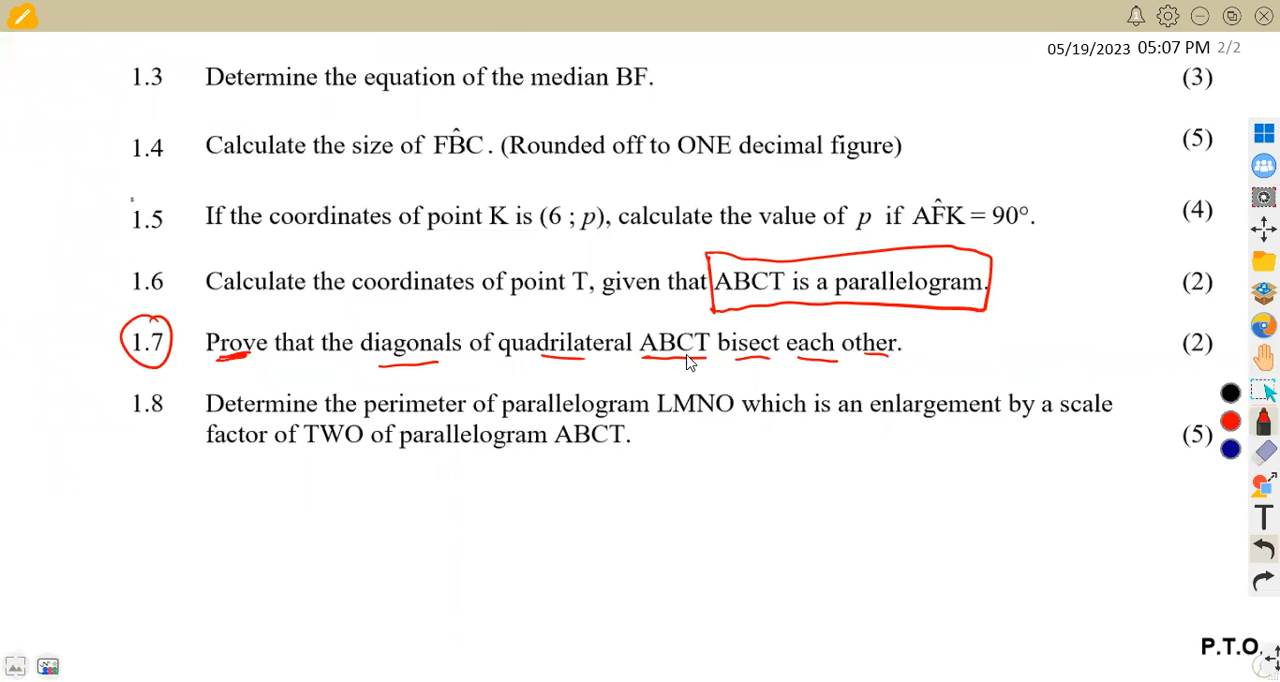 05/19/2023 05:07 PM 2/2
1.3 Determine the equation of the median BF. (3)
1.4 Calculate the size of FB̂C. (Rounded off to ONE decimal figure) (5)
1.5 If the coordinates of point K is (6 ; p), calculate the value of p if AF̂K = 90°. (4)
1.6 Calculate the coordinates of point T, given that ABCT is a parallelogram. (2)
1.7 Prove that the diagonals of quadrilateral ABCT bisect each other. (2)
1.8 Determine the perimeter of parallelogram LMNO which is an enlargement by a scale
factor of TWO of parallelogram ABCT. (5)
T
P.T.O.